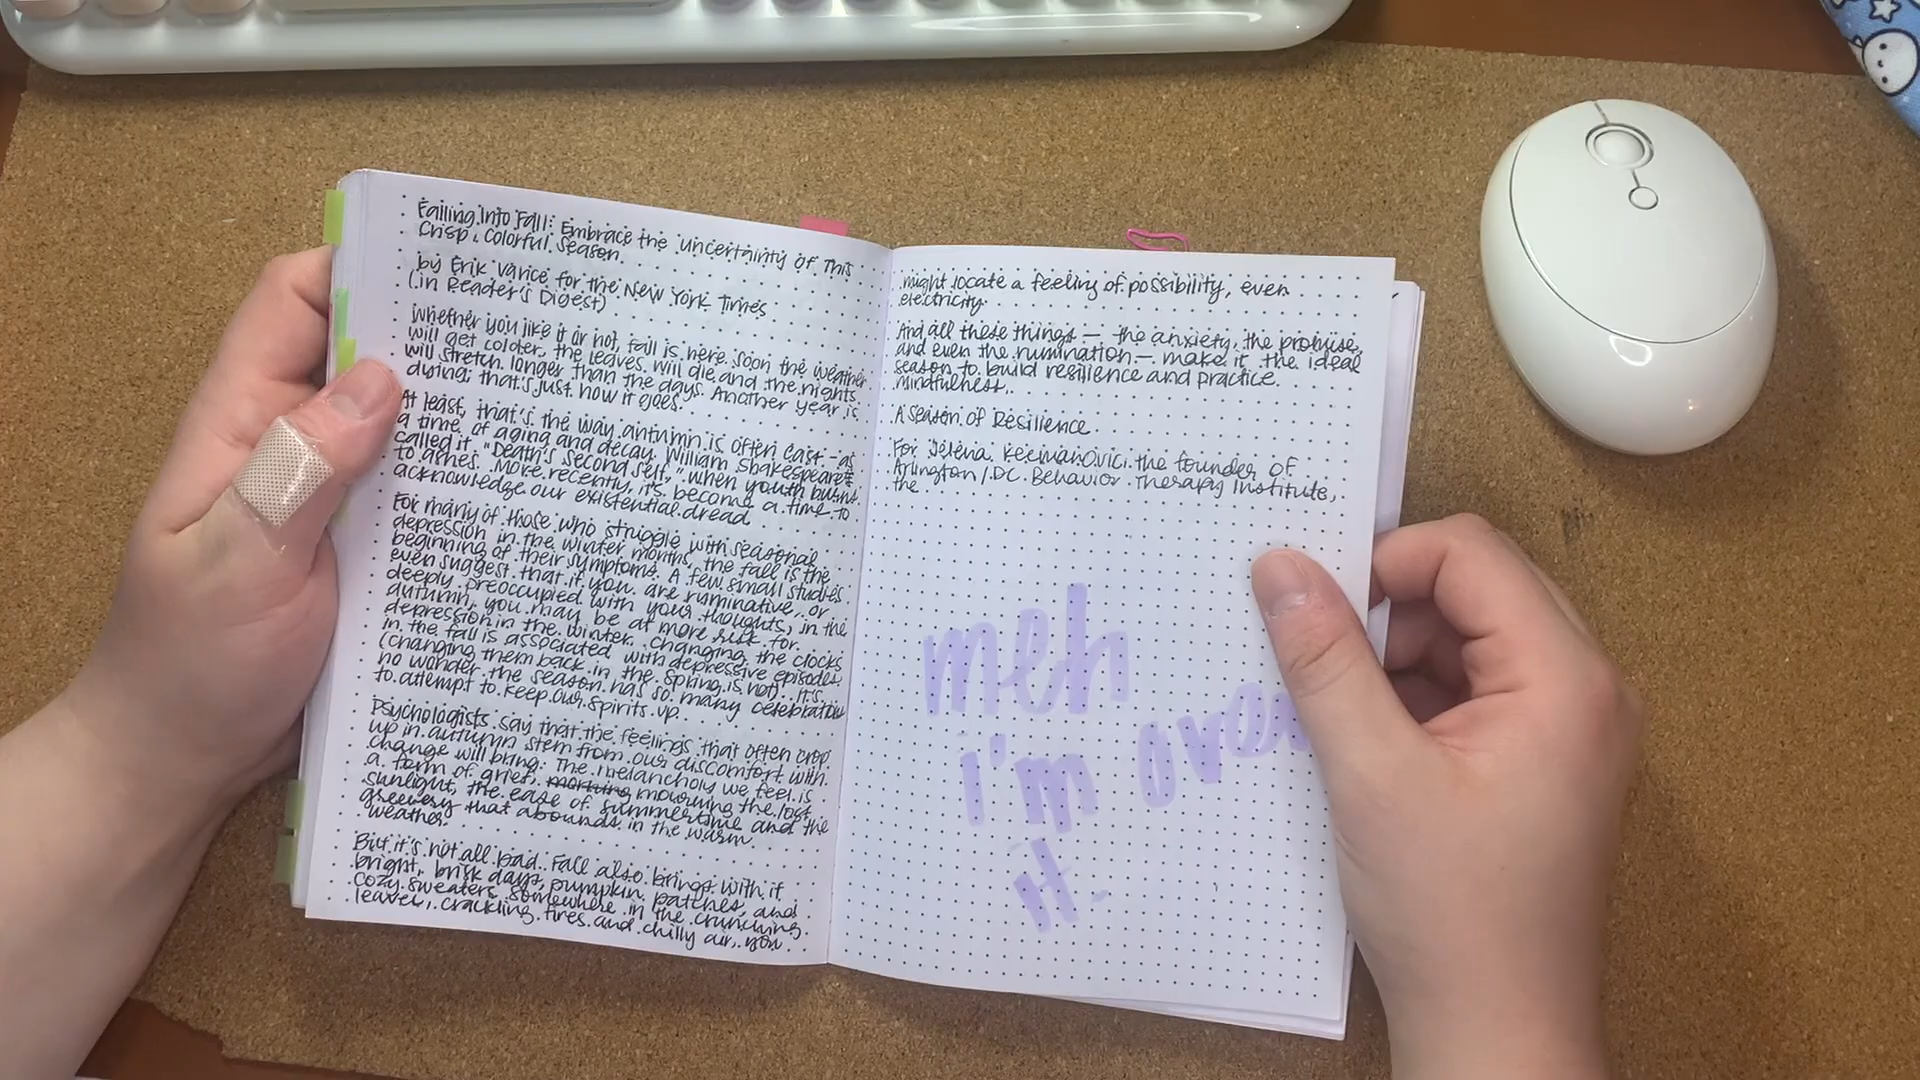 Falling Into Fall: Embrace the uncertainty of This
Crisp, Colorful Season
by Erik Vance for the New York Times
(in Reader's Digest)
Whether you like it or not, fall is here. Soon the weather
will get colder, the leaves will die and the nights
will stretch longer than the days. Another year is
dying; that's just how it goes.
At least, that's the way autumn is often cast - as
a time of aging and decay. William Shakespeare
called it "Death's second self," when youth burns
to ashes. More recently, it's become a time to
acknowledge our existential dread
For many of those who struggle with seasonal
depression in the winter months, the fall is the
beginning of their symptoms. A few small studies
even suggest that if you are ruminative, or
deeply preoccupied with your thoughts, in the
autumn, you may be at more risk for
depression in the winter. Changing the clocks
in the fall is associated with depressive episodes
(changing them back in the spring is not). It's
no wonder the season has so many celebrations
to attempt to keep our spirits up.
Psychologists say that the feelings that often crop
up in autumn stem from our discomfort with
change will bring. The melancholy we feel is
a form of grief, mourning the lost
sunlight, the ease of summertime and the
greenery that abounds in the warm
weather.
But it's not all bad. Fall also brings with it
bright, brisk days, pumpkin patches, and
cozy sweaters. Somewhere in the crunching
leaves, crackling fires and chilly air, you
might locate a feeling of possibility, even
electricity.
And all these things — the anxiety, the promise,
and even the rumination — make it the ideal
season to build resilience and practice
mindfulness.
A Season of Resilience
For Jelena Kecmanovic, the founder of
Arlington / DC Behavior Therapy Institute,
the
meh
i'm over
it.